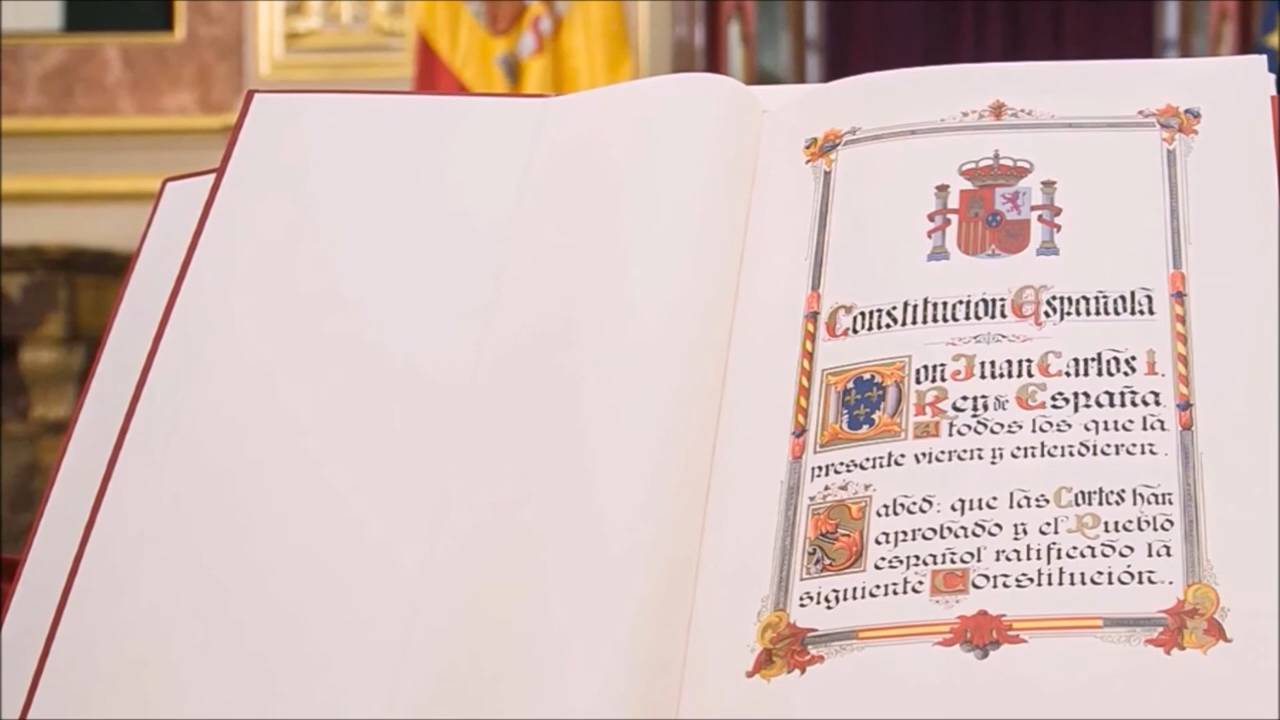 Constitución Española
Don Juan Carlos I.
Rey de España.
A todos los que la
presente vieren y entendieren.
Sabed: que las Cortes han
aprobado y el Pueblo
español ratificado la
siguiente Constitución.